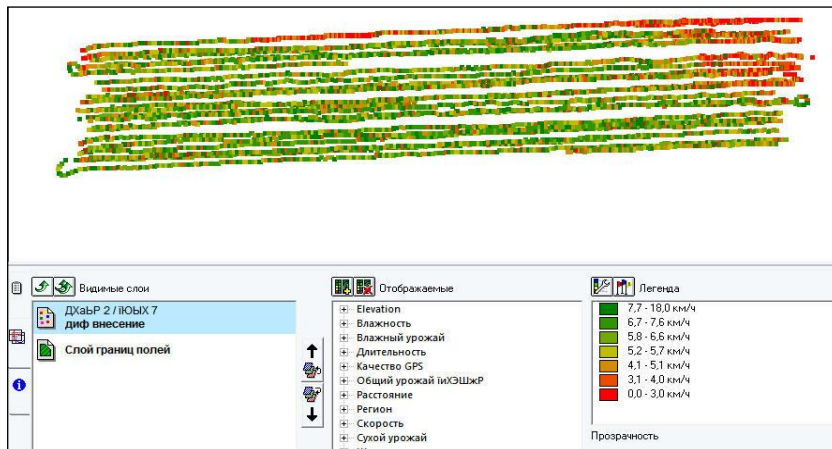 Видимые слои
ДХаЬР 2 / їЮЫХ 7
диф внесение
Слой границ полей
Отображаемые
Elevation
Влажность
Влажный урожай
Длительность
Качество GPS
Общий урожай їиХЭШжР
Расстояние
Регион
Скорость
Сухой урожай
Легенда
7,7 - 18,0 км/ч
6,7 - 7,6 км/ч
5,8 - 6,6 км/ч
5,2 - 5,7 км/ч
4,1 - 5,1 км/ч
3,1 - 4,0 км/ч
0,0 - 3,0 км/ч
Прозрачность